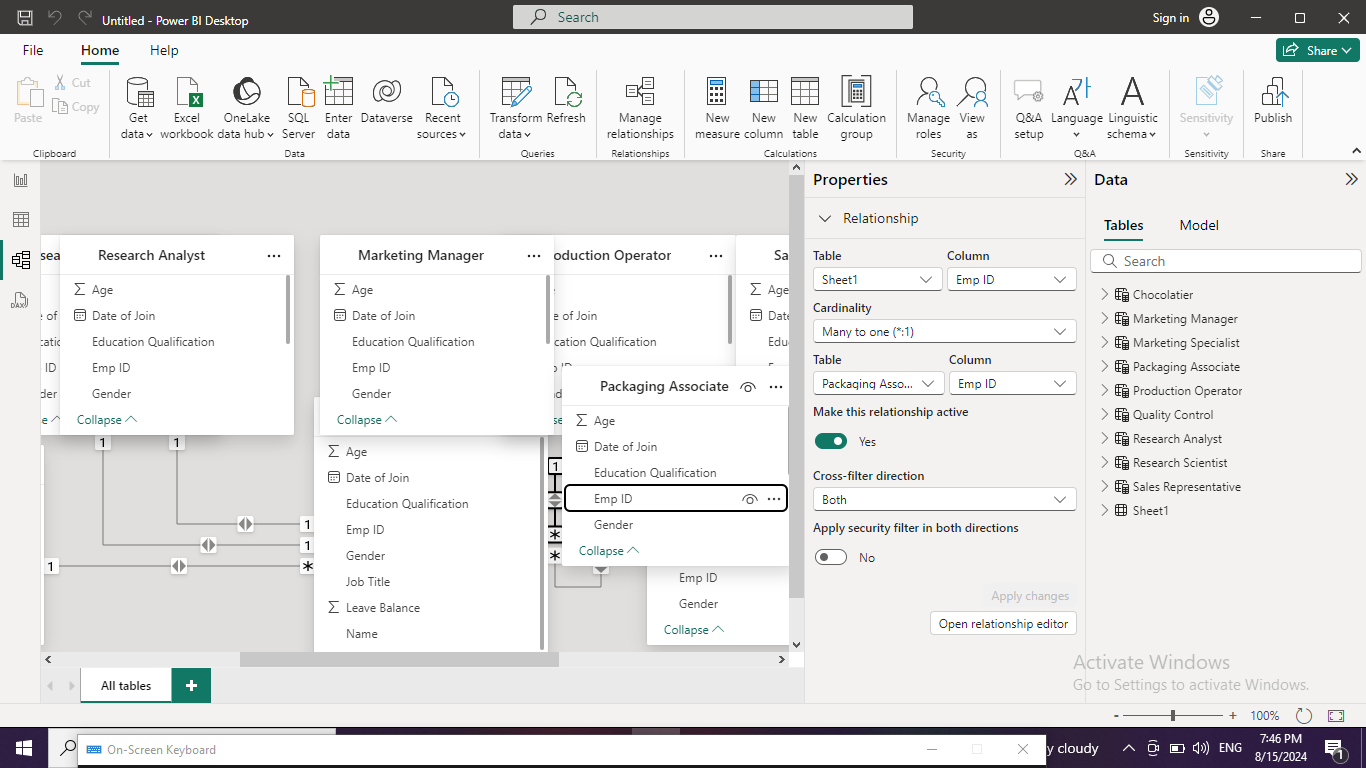 Untitled - Power BI Desktop
Search
Sign in
File
Home
Help
Share
Paste
Cut
Copy
Get data
Excel workbook
OneLake data hub
SQL Server
Enter data
Dataverse
Recent sources
Transform data
Refresh
Manage relationships
New measure
New column
New table
Calculation group
Manage roles
View as
Q&A setup
Language
Linguistic schema
Sensitivity
Publish
Clipboard
Data
Queries
Relationships
Calculations
Security
Q&A
Sensitivity
Share
DAX
Research Analyst
Age
Date of Join
Education Qualification
Emp ID
Gender
Collapse
Marketing Manager
Age
Date of Join
Education Qualification
Emp ID
Gender
Collapse
oduction Operator
e of Join
cation Qualification
Sa
Age
Packaging Associate
Age
Date of Join
Education Qualification
Emp ID
Gender
Collapse
Age
Date of Join
Education Qualification
Emp ID
Gender
Job Title
Leave Balance
Name
1
1
1
1
1
*
1
*
*
Emp ID
Gender
Collapse
All tables
Properties
Relationship
Table
Column
Sheet1
Emp ID
Cardinality
Many to one (*:1)
Table
Column
Packaging Asso...
Emp ID
Make this relationship active
Yes
Cross-filter direction
Both
Apply security filter in both directions
No
Apply changes
Open relationship editor
Data
Tables
Model
Search
Chocolatier
Marketing Manager
Marketing Specialist
Packaging Associate
Production Operator
Quality Control
Research Analyst
Research Scientist
Sales Representative
Sheet1
Activate Windows
Go to Settings to activate Windows.
- + 100%
On-Screen Keyboard
y cloudy
ENG
7:46 PM
8/15/2024
1